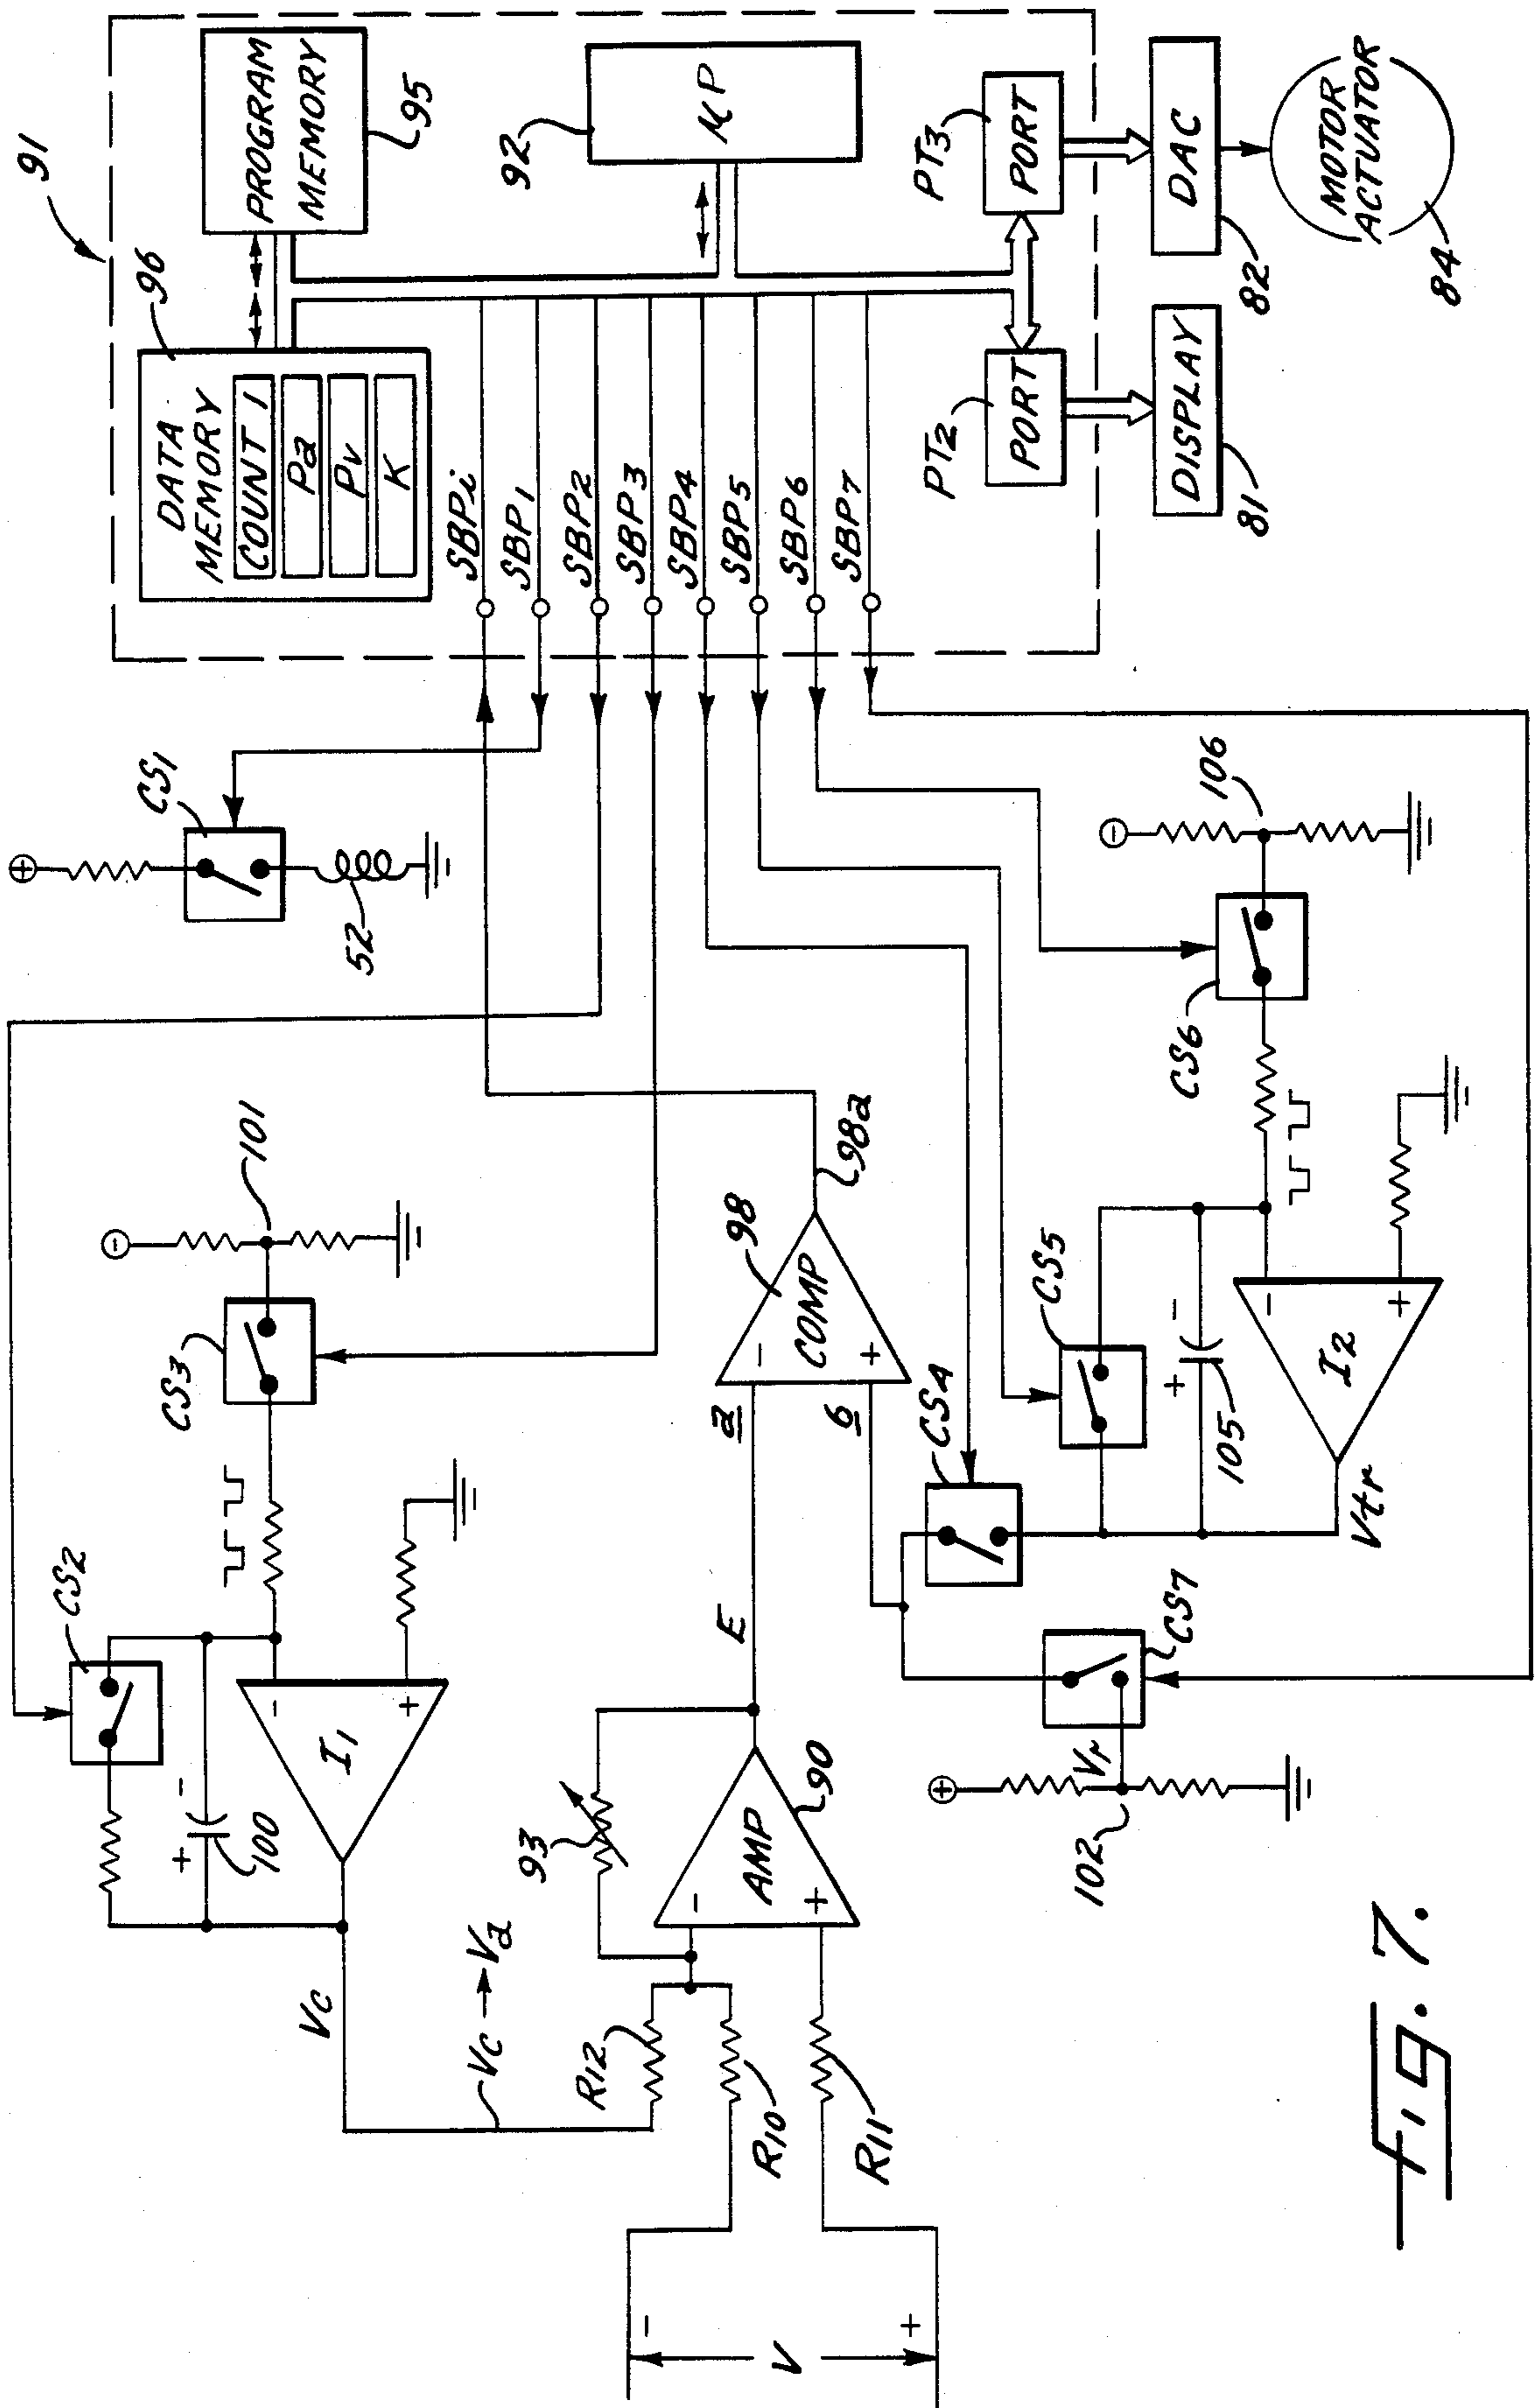 91
96
DATA
MEMORY
COUNT 1
Pa
Pv
K
PROGRAM
MEMORY
95
92
μP
SBPi
SBP1
SBP2
SBP3
SBP4
SBP5
SBP6
SBP7
PT2
PORT
PT3
PORT
DISPLAY
81
DAC
82
MOTOR
ACTUATOR
84
CS1
+
52
CS2
+ -
100
I1
-
+
Vc
CS3
-
101
Vc → Va
R12
R10
R11
-
V
+
93
-
AMP
+
90
E
a
b
-
COMP
+
98
98a
CS4
CS5
+ -
105
I2
-
+
Vtr
CS6
-
106
CS7
+
Vr
102
Fig. 7.